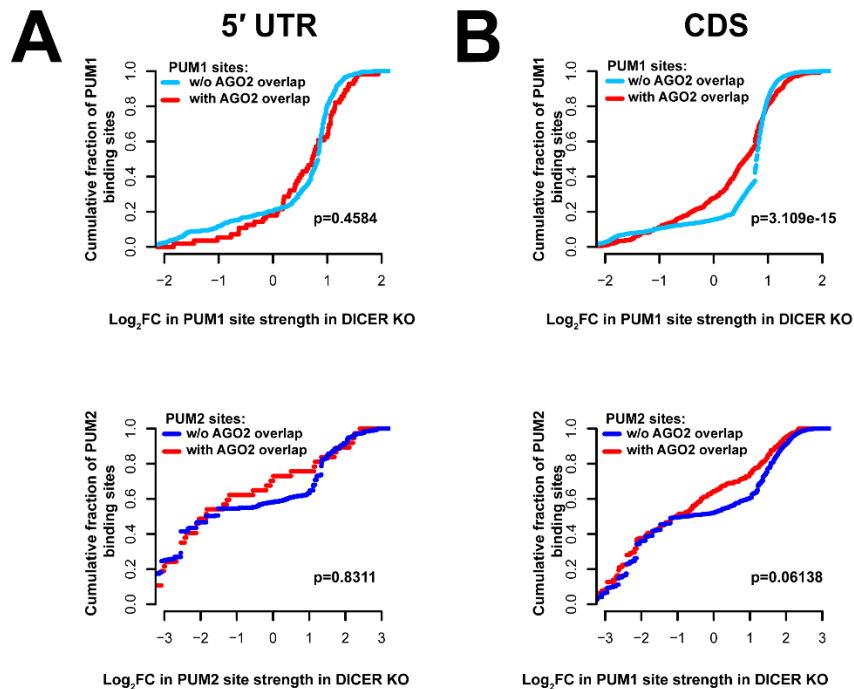 A
5′ UTR
B
CDS
PUM1 sites:
w/o AGO2 overlap
with AGO2 overlap
Cumulative fraction of PUM1
binding sites
0.0 0.2 0.4 0.6 0.8 1.0
p=0.4584
−2 −1 0 1 2
Log₂FC in PUM1 site strength in DICER KO
PUM1 sites:
w/o AGO2 overlap
with AGO2 overlap
Cumulative fraction of PUM1
binding sites
0.0 0.2 0.4 0.6 0.8 1.0
p=3.109e-15
−2 −1 0 1 2
Log₂FC in PUM1 site strength in DICER KO
PUM2 sites:
w/o AGO2 overlap
with AGO2 overlap
Cumulative fraction of PUM2
binding sites
0.0 0.2 0.4 0.6 0.8 1.0
p=0.8311
−3 −2 −1 0 1 2 3
Log₂FC in PUM2 site strength in DICER KO
PUM2 sites:
w/o AGO2 overlap
with AGO2 overlap
Cumulative fraction of PUM2
binding sites
0.0 0.2 0.4 0.6 0.8 1.0
p=0.06138
−3 −2 −1 0 1 2 3
Log₂FC in PUM1 site strength in DICER KO